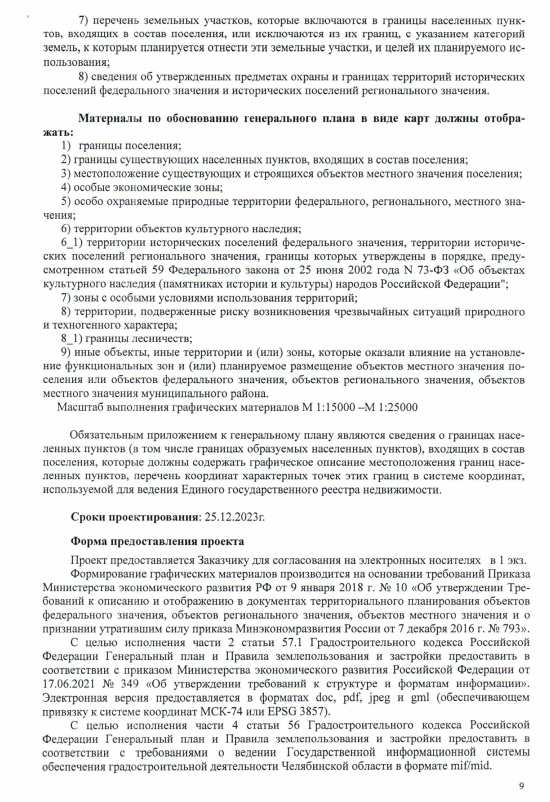 7) перечень земельных участков, которые включаются в границы населенных пунк-
тов, входящих в состав поселения, или исключаются из их границ, с указанием категорий
земель, к которым планируется отнести эти земельные участки, и целей их планируемого ис-
пользования;
8) сведения об утвержденных предметах охраны и границах территорий исторических
поселений федерального значения и исторических поселений регионального значения.
Материалы по обоснованию генерального плана в виде карт должны отобра-
жать:
1) границы поселения;
2) границы существующих населенных пунктов, входящих в состав поселения;
3) местоположение существующих и строящихся объектов местного значения поселения;
4) особые экономические зоны;
5) особо охраняемые природные территории федерального, регионального, местного зна-
чения;
6) территории объектов культурного наследия;
6_1) территории исторических поселений федерального значения, территории историче-
ских поселений регионального значения, границы которых утверждены в порядке, преду-
смотренном статьей 59 Федерального закона от 25 июня 2002 года N 73-ФЗ «Об объектах
культурного наследия (памятниках истории и культуры) народов Российской Федерации";
7) зоны с особыми условиями использования территорий;
8) территории, подверженные риску возникновения чрезвычайных ситуаций природного
и техногенного характера;
8_1) границы лесничеств;
9) иные объекты, иные территории и (или) зоны, которые оказали влияние на установле-
ние функциональных зон и (или) планируемое размещение объектов местного значения по-
селения или объектов федерального значения, объектов регионального значения, объектов
местного значения муниципального района.
Масштаб выполнения графических материалов М 1:15000 –М 1:25000
Обязательным приложением к генеральному плану являются сведения о границах насе-
ленных пунктов (в том числе границах образуемых населенных пунктов), входящих в состав
поселения, которые должны содержать графическое описание местоположения границ насе-
ленных пунктов, перечень координат характерных точек этих границ в системе координат,
используемой для ведения Единого государственного реестра недвижимости.
Сроки проектирования: 25.12.2023г.
Форма предоставления проекта
Проект предоставляется Заказчику для согласования на электронных носителях в 1 экз.
Формирование графических материалов производится на основании требований Приказа
Министерства экономического развития РФ от 9 января 2018 г. № 10 «Об утверждении Тре-
бований к описанию и отображению в документах территориального планирования объектов
федерального значения, объектов регионального значения, объектов местного значения и о
признании утратившим силу приказа Минэкономразвития России от 7 декабря 2016 г. № 793».
С целью исполнения части 2 статьи 57.1 Градостроительного кодекса Российской
Федерации Генеральный план и Правила землепользования и застройки предоставить в
соответствии с приказом Министерства экономического развития Российской Федерации от
17.06.2021 № 349 «Об утверждении требований к структуре и форматам информации».
Электронная версия предоставляется в форматах doc, pdf, jpeg и gml (обеспечивающем
привязку к системе координат МСК-74 или EPSG 3857).
С целью исполнения части 4 статьи 56 Градостроительного кодекса Российской
Федерации Генеральный план и Правила землепользования и застройки предоставить в
соответствии с требованиями о ведении Государственной информационной системы
обеспечения градостроительной деятельности Челябинской области в формате mif/mid.
9